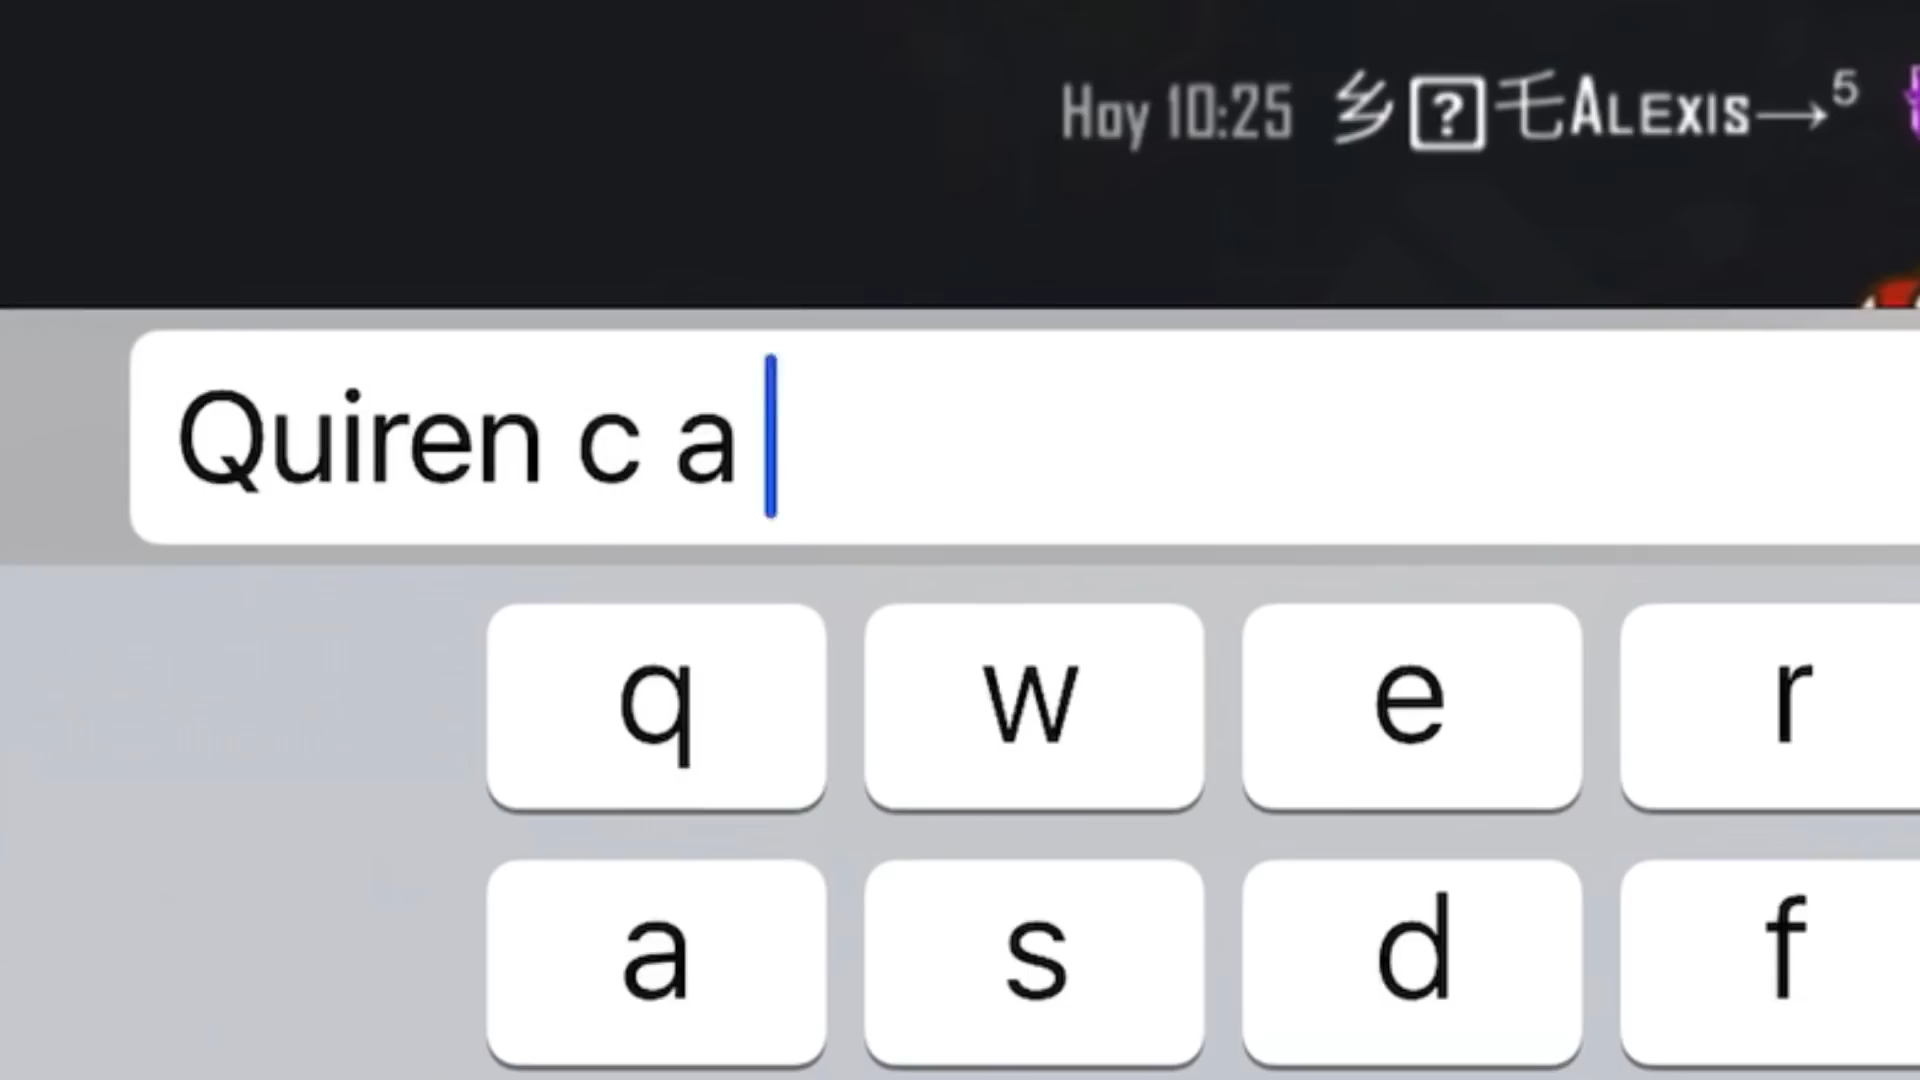 Hoy 10:25 乡?乇Alexis→⁵
Quiren c a
q w e r
a s d f